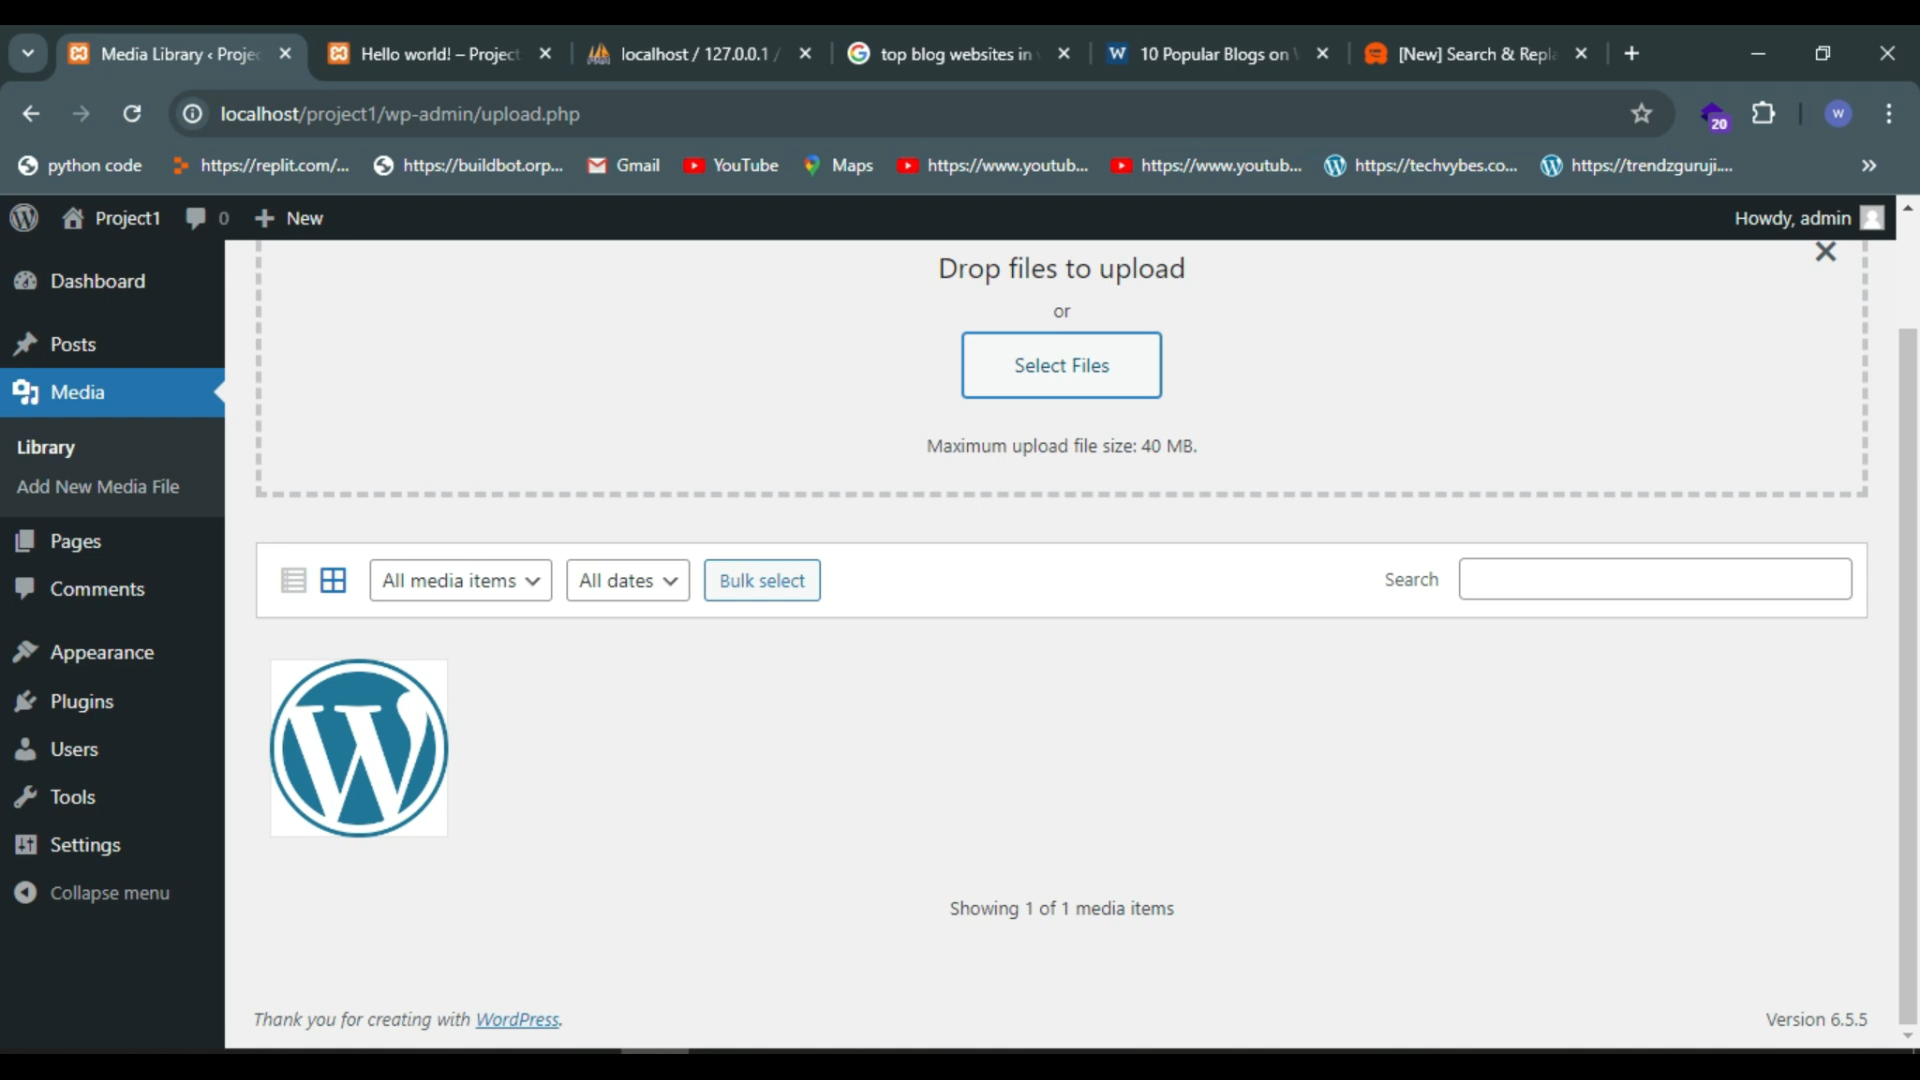 Media Library ‹ Projec
Hello world! – Project
localhost / 127.0.0.1 /
top blog websites in
10 Popular Blogs on
[New] Search & Repla
localhost/project1/wp-admin/upload.php
20
W
python code
https://replit.com/...
https://buildbot.orp...
Gmail
YouTube
Maps
https://www.youtub...
https://www.youtub...
https://techvybes.co...
https://trendzguruji....
Project1
0
New
Howdy, admin
Dashboard
Posts
Media
Library
Add New Media File
Pages
Comments
Appearance
Plugins
Users
Tools
Settings
Collapse menu
Drop files to upload
or
Select Files
Maximum upload file size: 40 MB.
All media items
All dates
Bulk select
Search
Showing 1 of 1 media items
Thank you for creating with WordPress.
Version 6.5.5